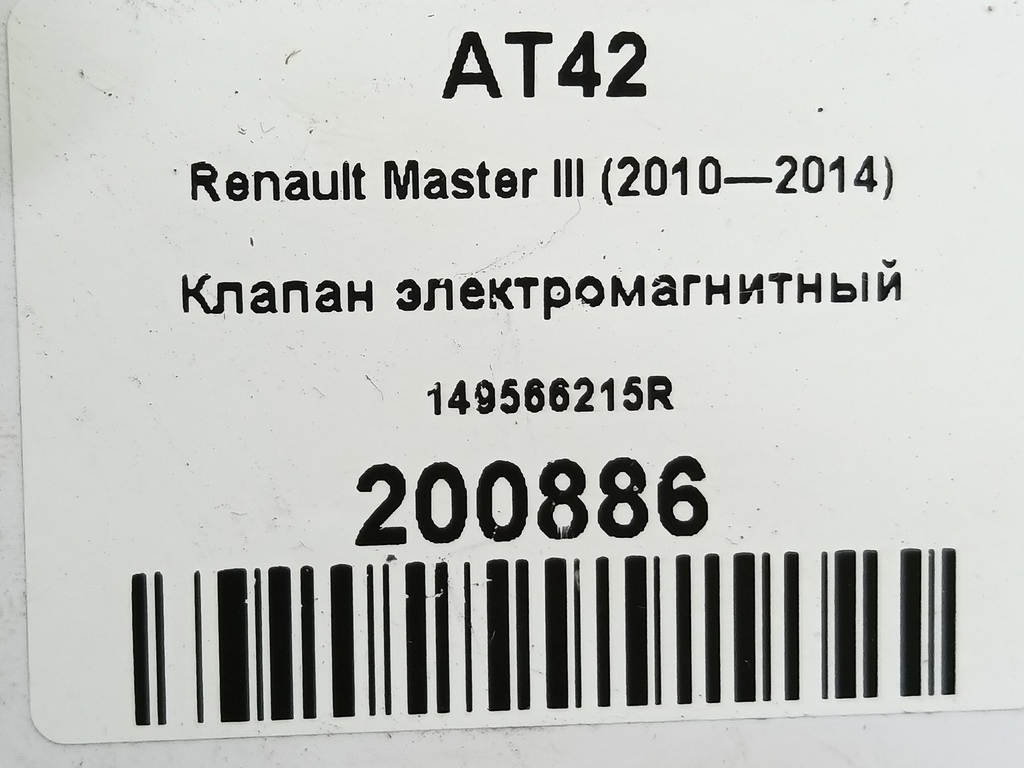 AT42
Renault Master III (2010—2014)
Клапан электромагнитный
149566215R
200886